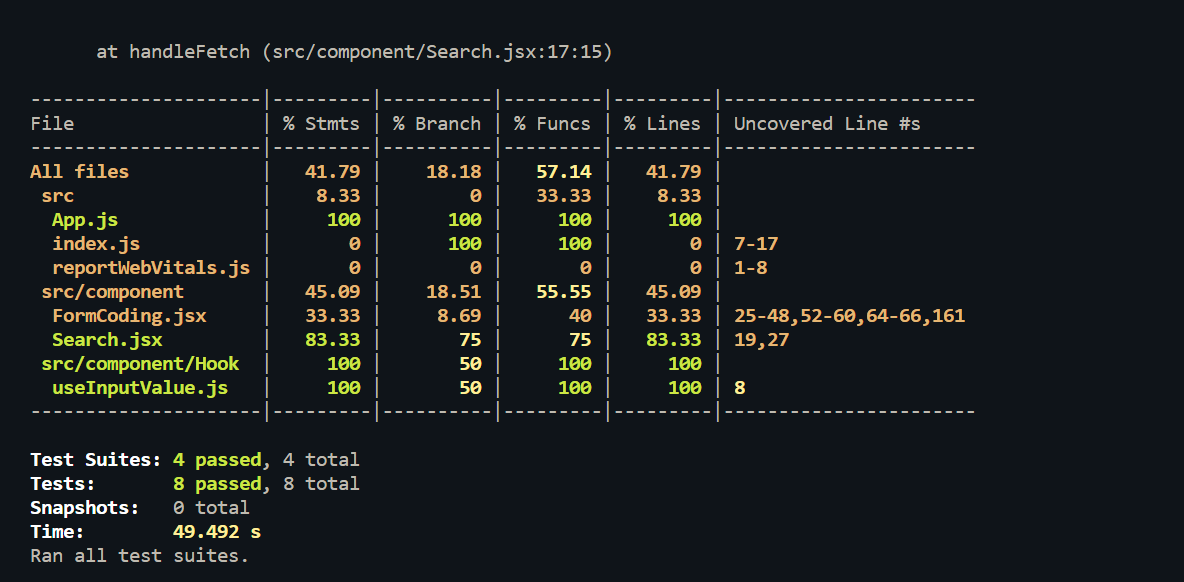 at handleFetch (src/component/Search.jsx:17:15)
---------------------|---------|----------|---------|---------|-----------------------
File                 | % Stmts | % Branch | % Funcs | % Lines | Uncovered Line #s
---------------------|---------|----------|---------|---------|-----------------------
All files            |   41.79 |    18.18 |   57.14 |   41.79 |
 src                 |    8.33 |        0 |   33.33 |    8.33 |
  App.js             |     100 |      100 |     100 |     100 |
  index.js           |       0 |      100 |     100 |       0 | 7-17
  reportWebVitals.js |       0 |        0 |       0 |       0 | 1-8
 src/component       |   45.09 |    18.51 |   55.55 |   45.09 |
  FormCoding.jsx     |   33.33 |     8.69 |      40 |   33.33 | 25-48,52-60,64-66,161
  Search.jsx         |   83.33 |       75 |      75 |   83.33 | 19,27
 src/component/Hook  |     100 |       50 |     100 |     100 |
  useInputValue.js   |     100 |       50 |     100 |     100 | 8
---------------------|---------|----------|---------|---------|-----------------------
Test Suites: 4 passed, 4 total
Tests:       8 passed, 8 total
Snapshots:   0 total
Time:        49.492 s
Ran all test suites.